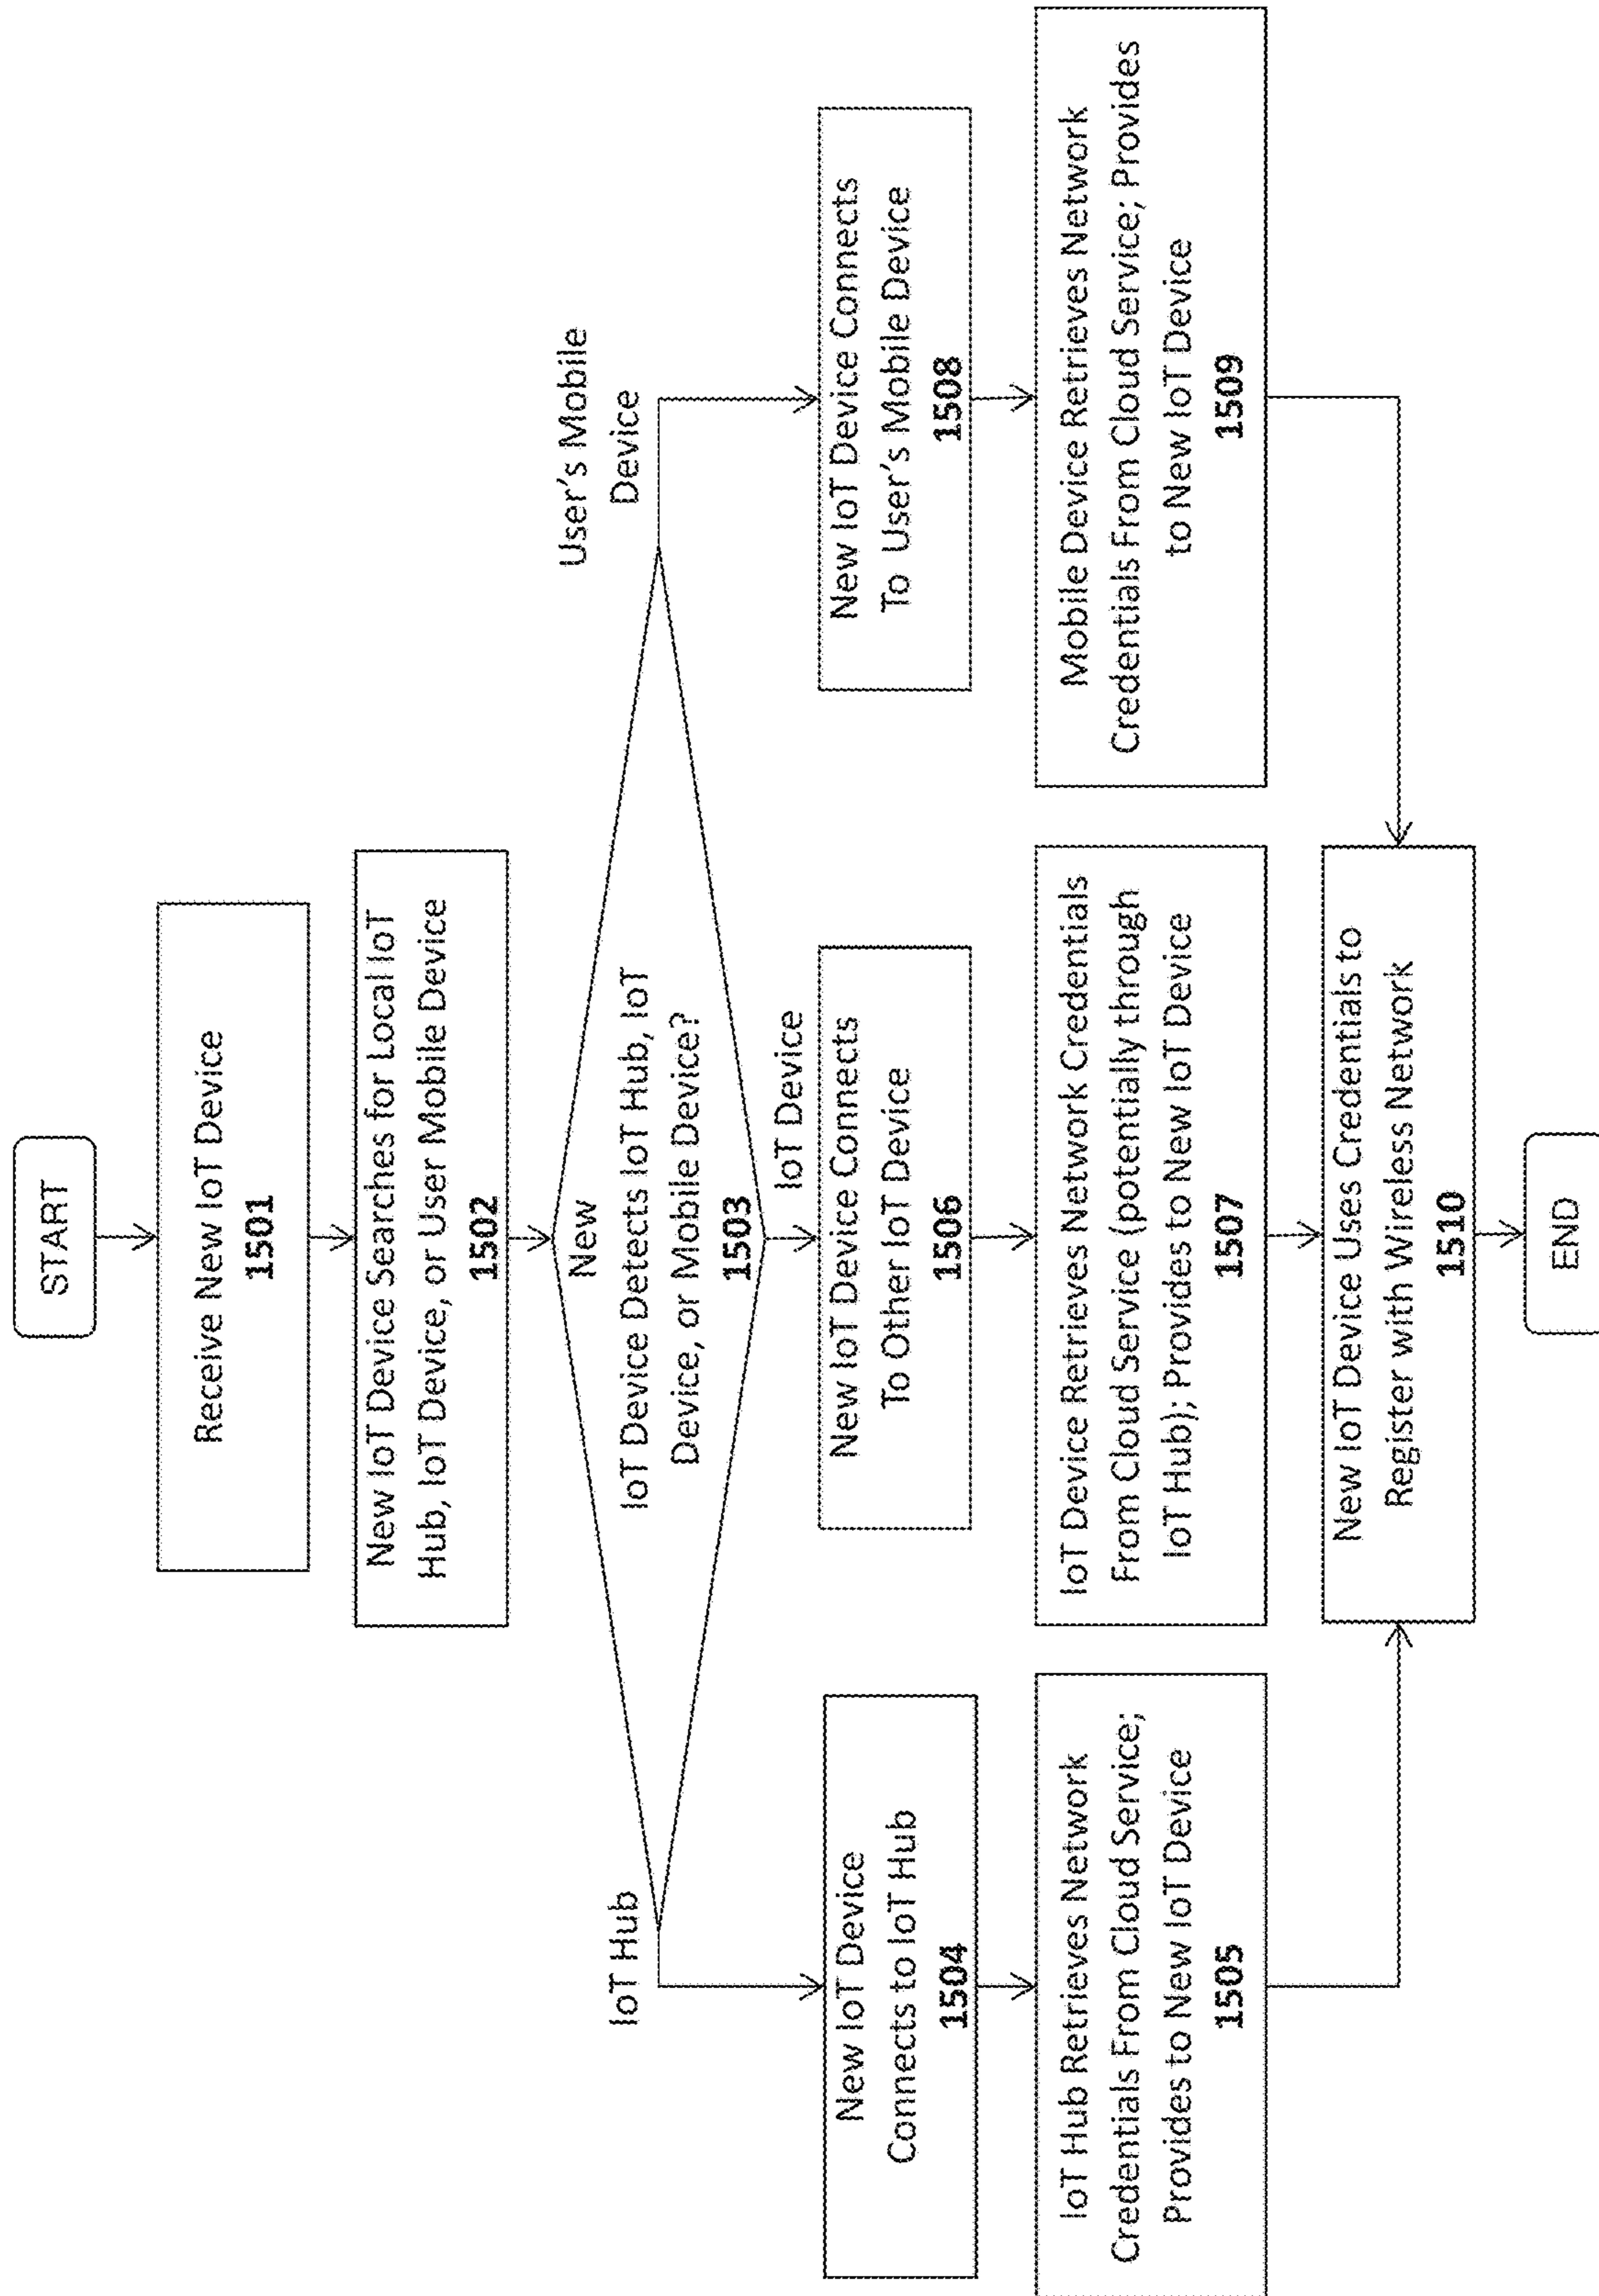 START
Receive New IoT Device
1501
New IoT Device Searches for Local IoT
Hub, IoT Device, or User Mobile Device
1502
New
IoT Device Detects IoT Hub, IoT
Device, or Mobile Device?
1503
IoT Hub
IoT Device
User's Mobile
Device
New IoT Device
Connects to IoT Hub
1504
IoT Hub Retrieves Network
Credentials From Cloud Service;
Provides to New IoT Device
1505
New IoT Device Connects
To Other IoT Device
1506
IoT Device Retrieves Network Credentials
From Cloud Service (potentially through
IoT Hub); Provides to New IoT Device
1507
New IoT Device Connects
To User's Mobile Device
1508
Mobile Device Retrieves Network
Credentials From Cloud Service; Provides
to New IoT Device
1509
New IoT Device Uses Credentials to
Register with Wireless Network
1510
END